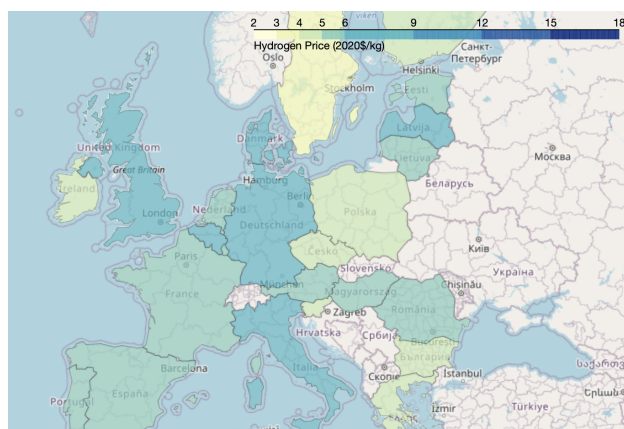 2 3 4 5 6 9 12 15 18
viken
Hydrogen Price (2020$/kg)
Oslo
Санкт-
Петербург
Helsinki
Stockholm
Eesti
Danmark
Latvija
United Kingdom
Lietuva
Москва
Great Britain
Hamburg
Беларусь
Ireland
Berlin
Nederland
Polska
London
Deutschland
Київ
Česko
Paris
Україна
Slovensko
München
Chișinău
Magyarország
France
România
Zagreb
Hrvatska
Србија
București
Barcelona
България
Italia
Скопје
İstanbul
España
Portugal
İzmir
Türkiye